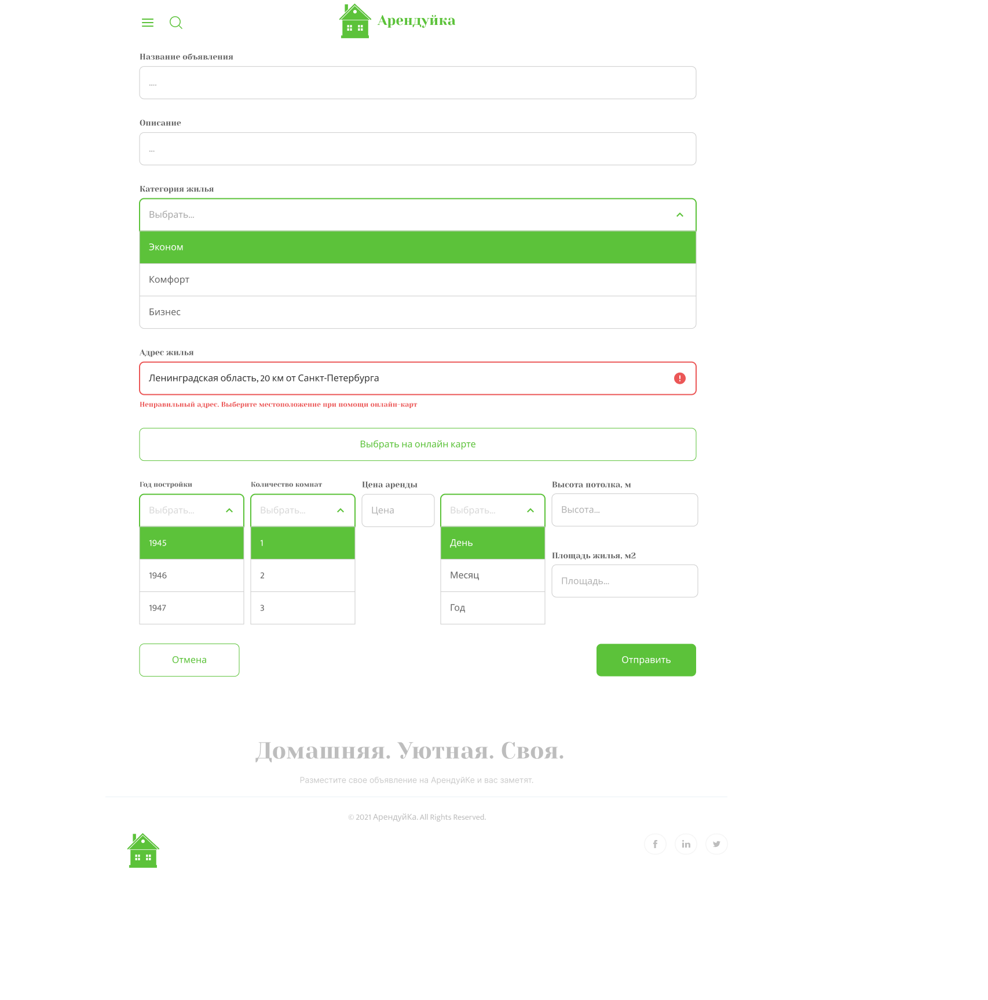 Арендуйка
Название объявления
....
Описание
...
Категория жилья
Выбрать...
Эконом
Комфорт
Бизнес
Адрес жилья
Ленинградская область, 20 км от Санкт-Петербурга
!
Неправильный адрес. Выберите местоположение при помощи онлайн-карт
Выбрать на онлайн карте
Год постройки
Выбрать...
1945
1946
1947
Количество комнат
Выбрать...
1
2
3
Цена аренды
Цена
Выбрать...
День
Месяц
Год
Высота потолка, м
Высота...
Площадь жилья, м2
Площадь...
Отмена
Отправить
Домашняя. Уютная. Своя.
Разместите свое объявление на АрендуйКе и вас заметят.
© 2021 АрендуйКа. All Rights Reserved.
f
in